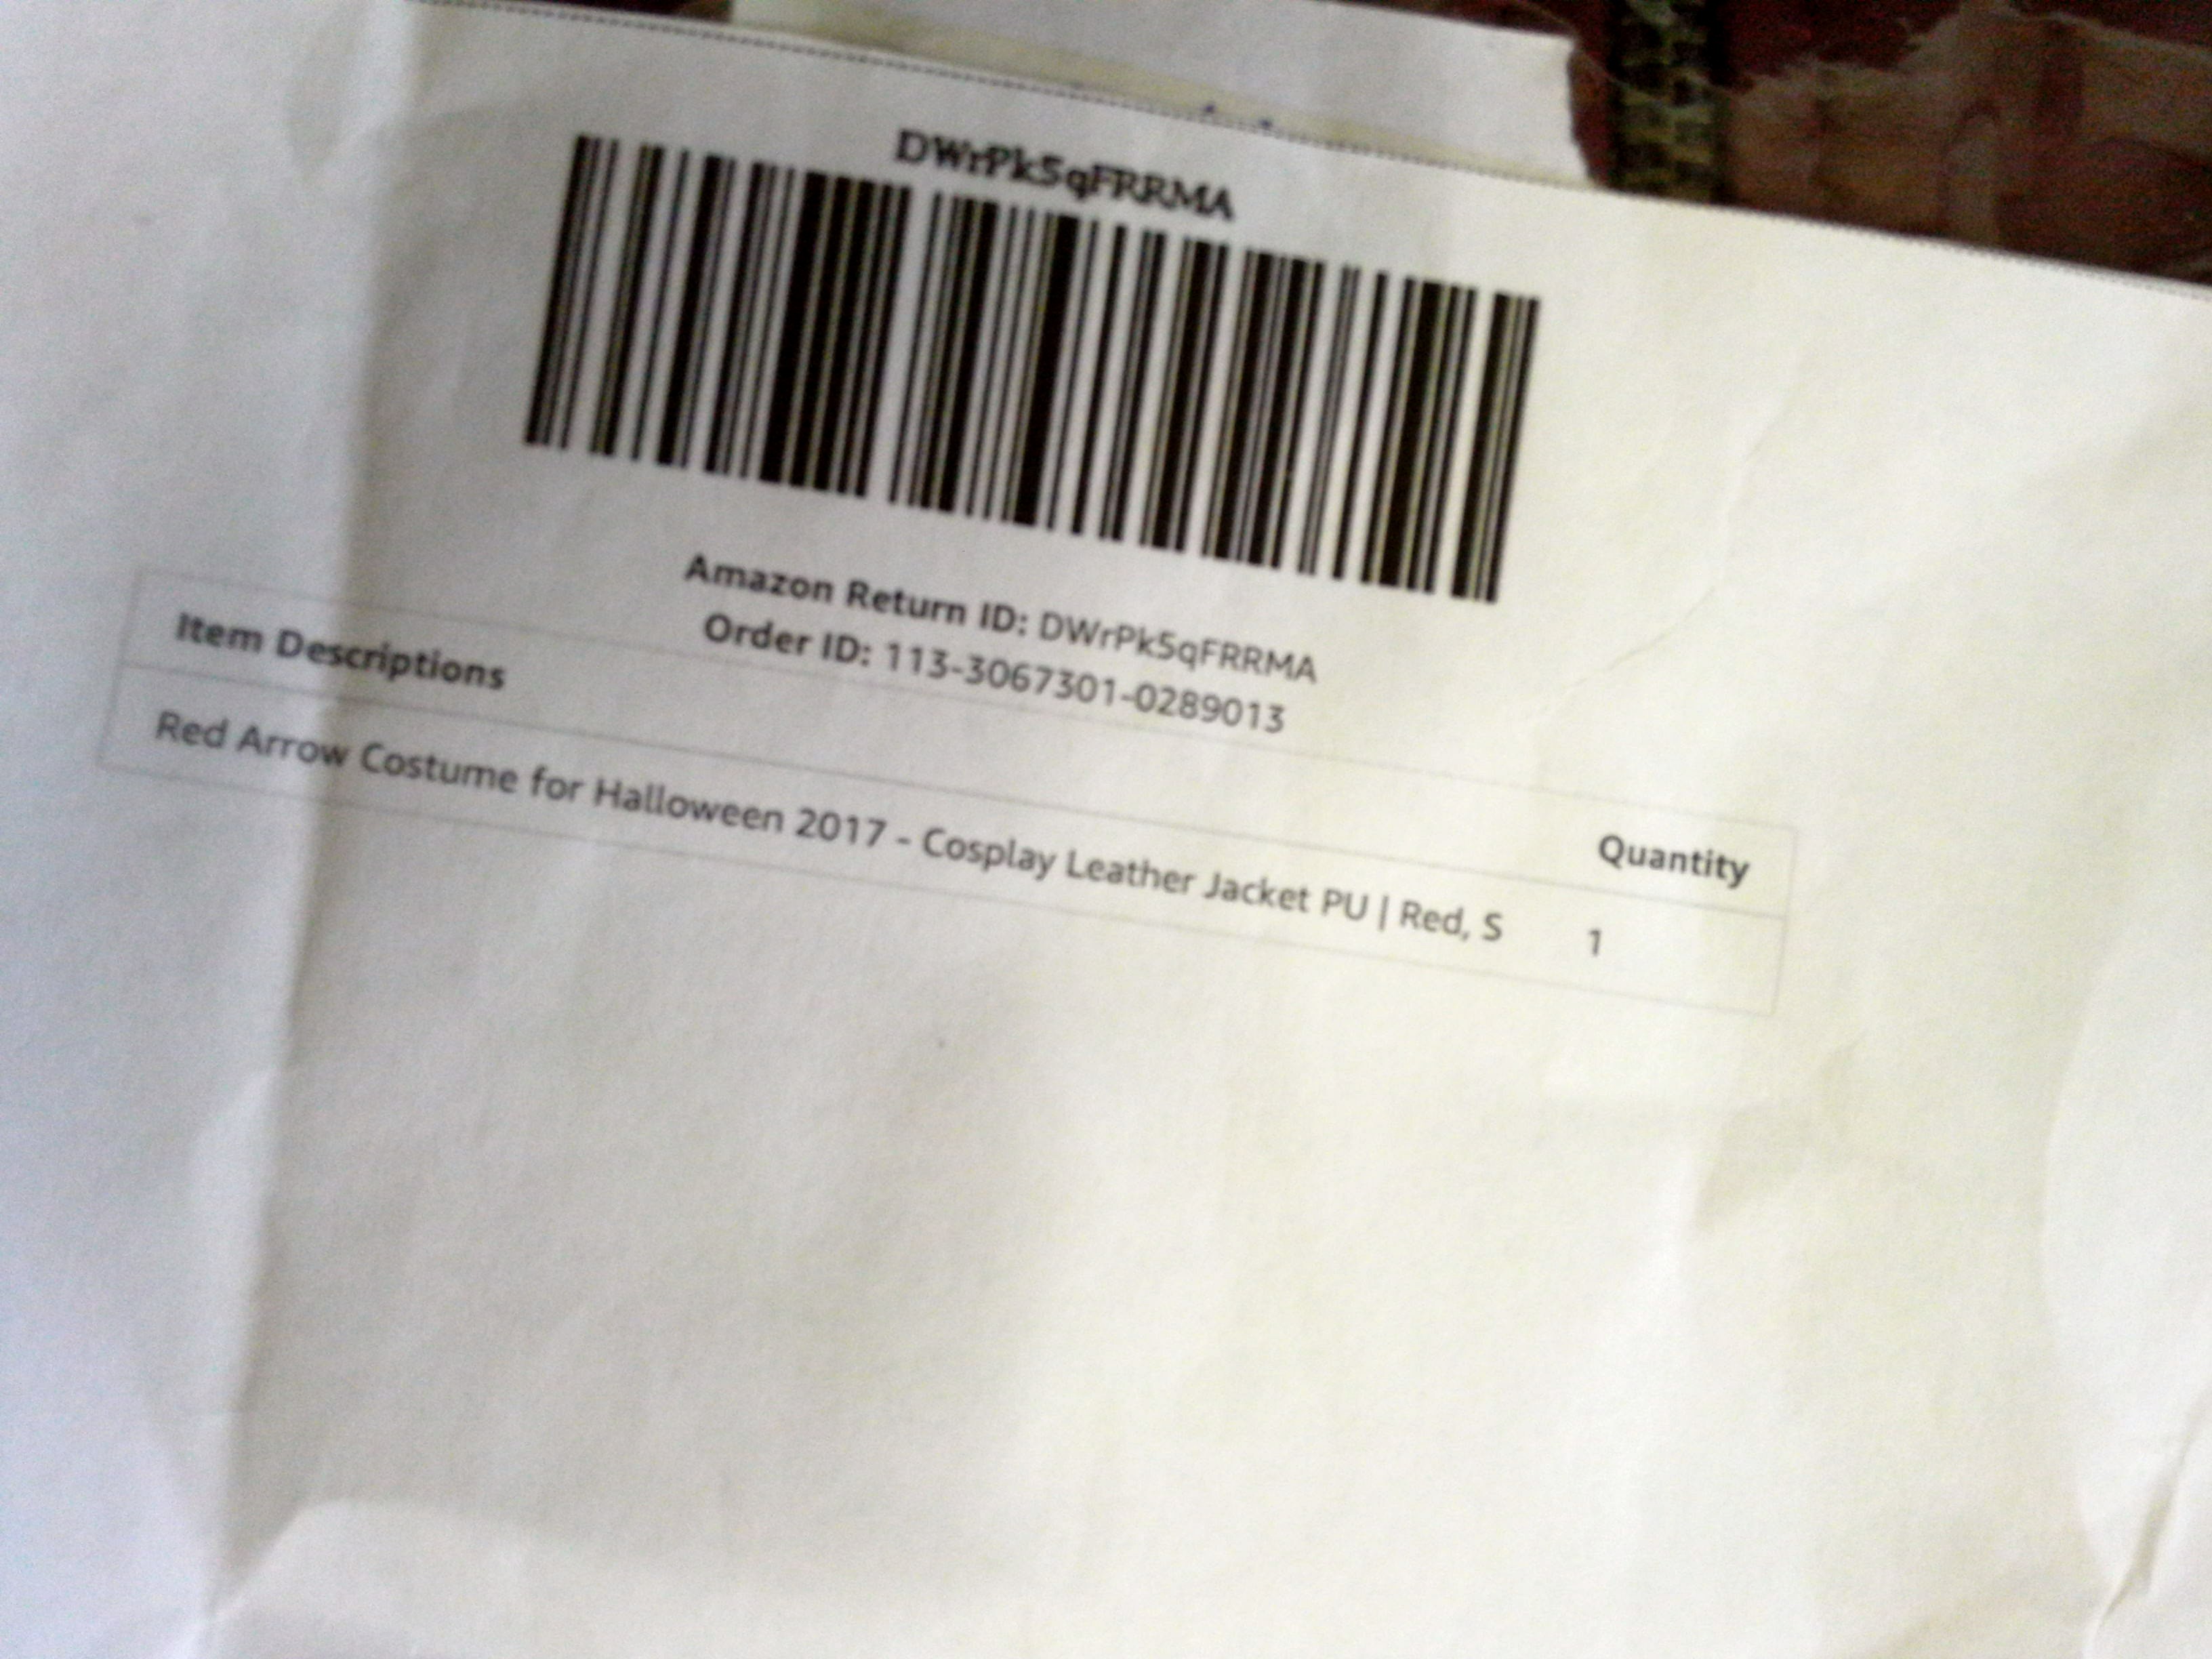 DWrPk5qFRRMA
Amazon Return ID: DWrPk5qFRRMA
Order ID: 113-3067301-0289013
Item Descriptions Quantity
Red Arrow Costume for Halloween 2017 - Cosplay Leather Jacket PU | Red, S 1